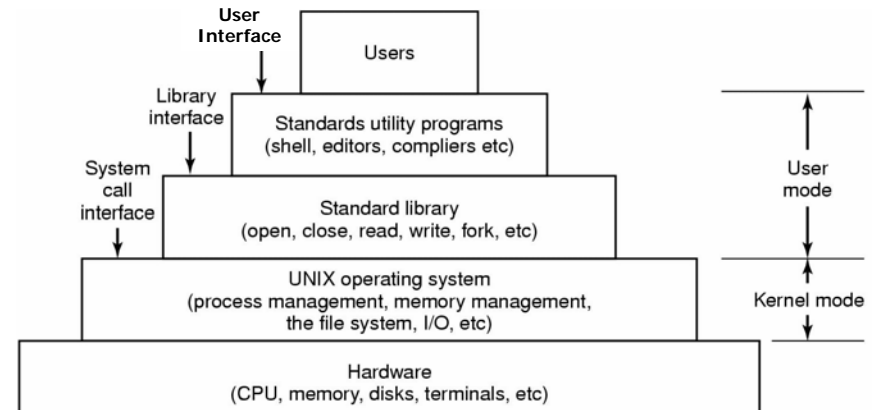 User
Interface
Users
Library
interface
Standards utility programs
(shell, editors, compliers etc)
System
call
interface
User
mode
Standard library
(open, close, read, write, fork, etc)
UNIX operating system
(process management, memory management,
the file system, I/O, etc)
Kernel mode
Hardware
(CPU, memory, disks, terminals, etc)